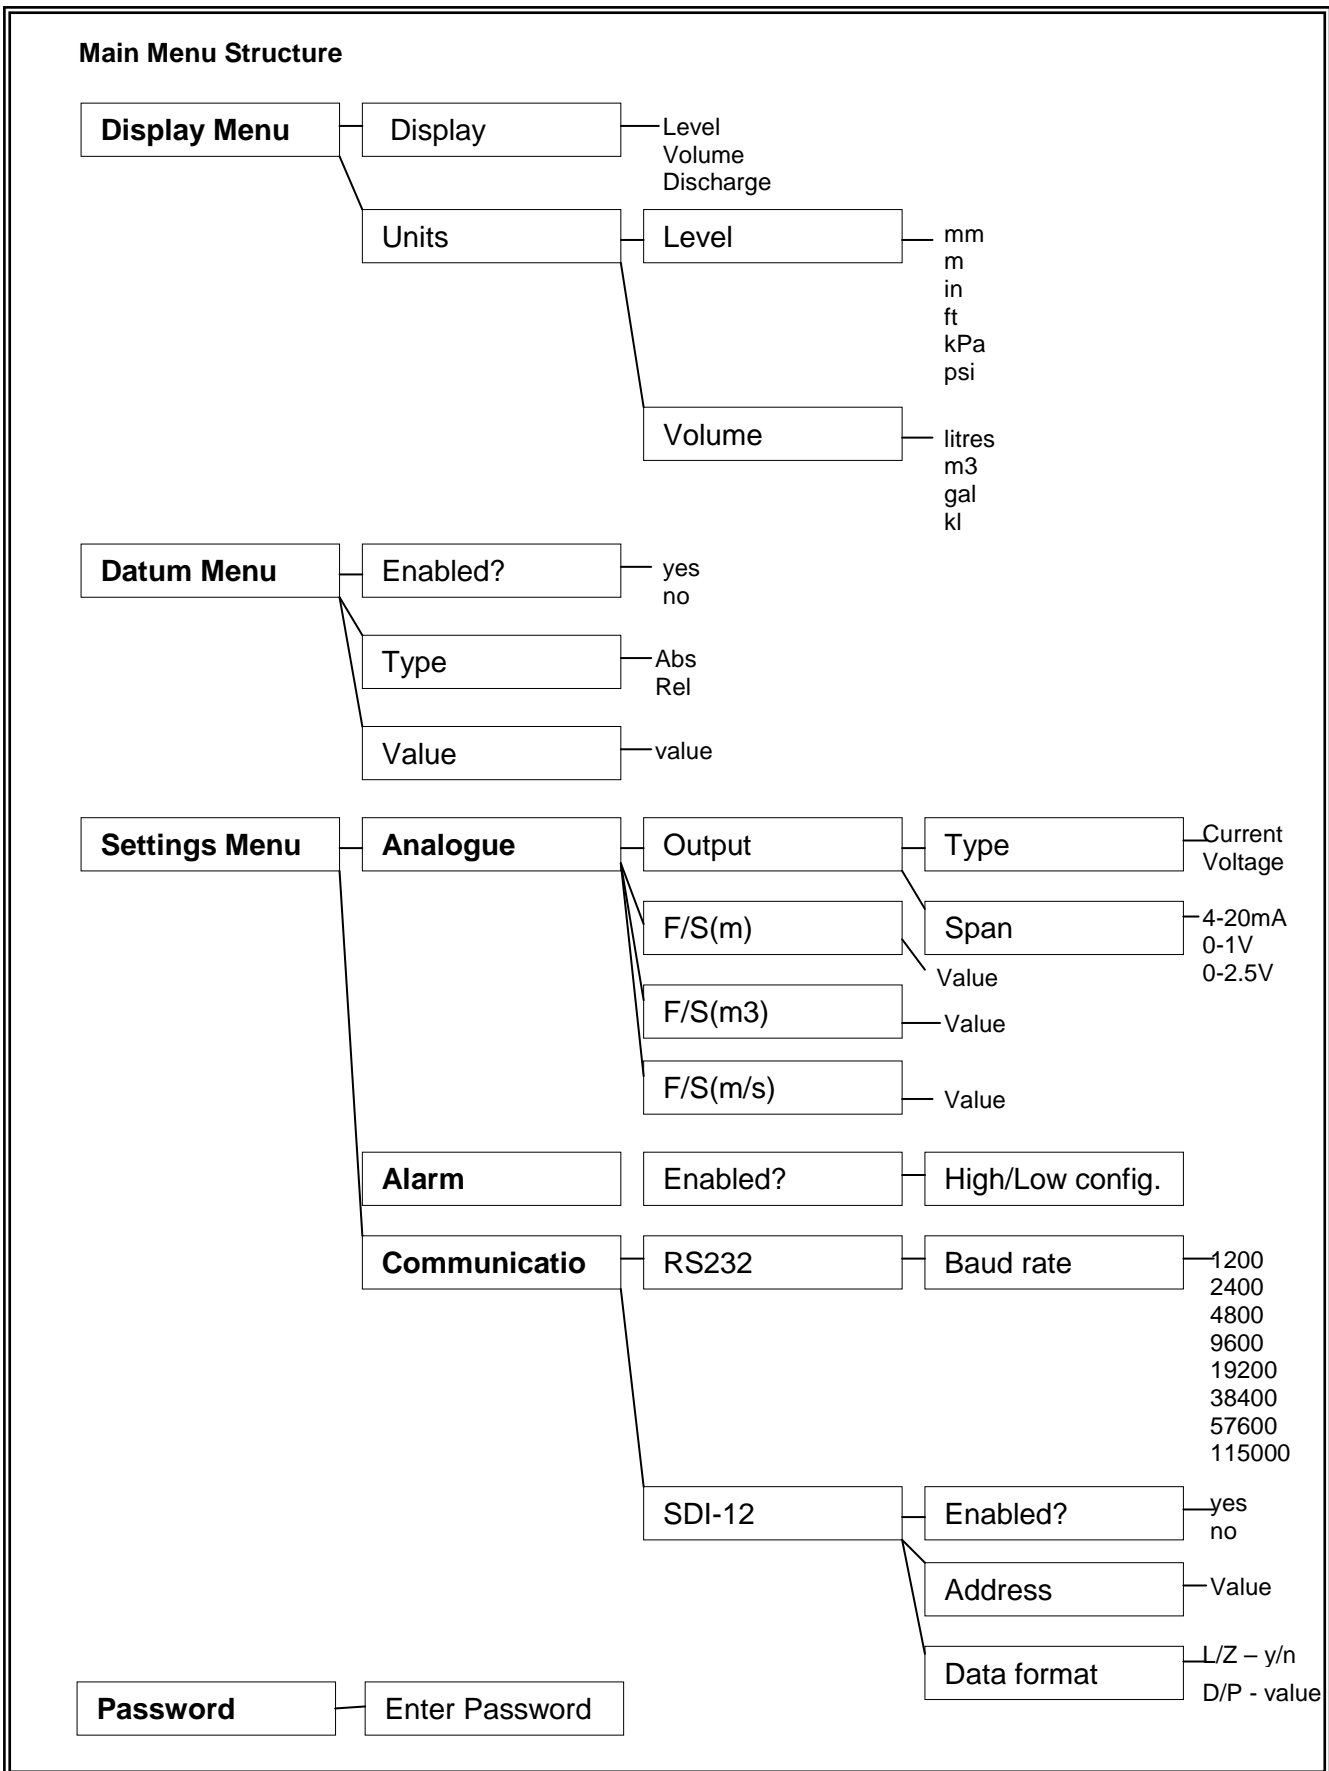 Main Menu Structure
Display Menu
Display
Level
Volume
Discharge
Units
Level
mm
m
in
ft
kPa
psi
Volume
litres
m3
gal
kl
Datum Menu
Enabled?
yes
no
Type
Abs
Rel
Value
value
Settings Menu
Analogue
Output
Type
Current
Voltage
Span
4-20mA
0-1V
0-2.5V
F/S(m)
Value
F/S(m3)
Value
F/S(m/s)
Value
Alarm
Enabled?
High/Low config.
Communicatio
RS232
Baud rate
1200
2400
4800
9600
19200
38400
57600
115000
SDI-12
Enabled?
yes
no
Address
Value
Data format
L/Z – y/n
D/P - value
Password
Enter Password